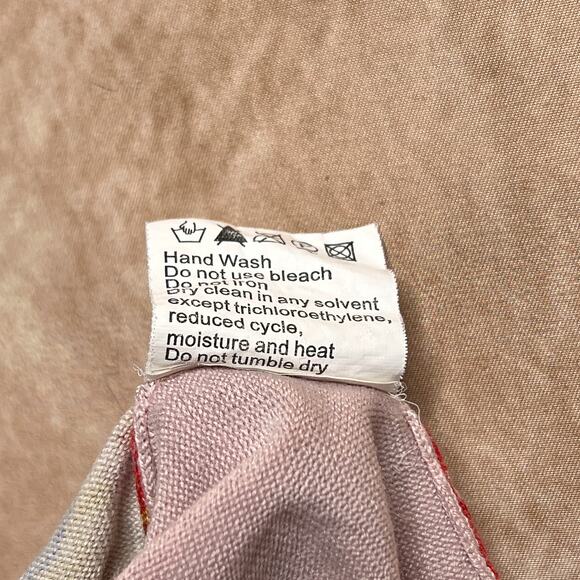 Hand Wash
Do not use bleach
Do not iron
Dry clean in any solvent
except trichloroethylene,
reduced cycle,
moisture and heat
Do not tumble dry